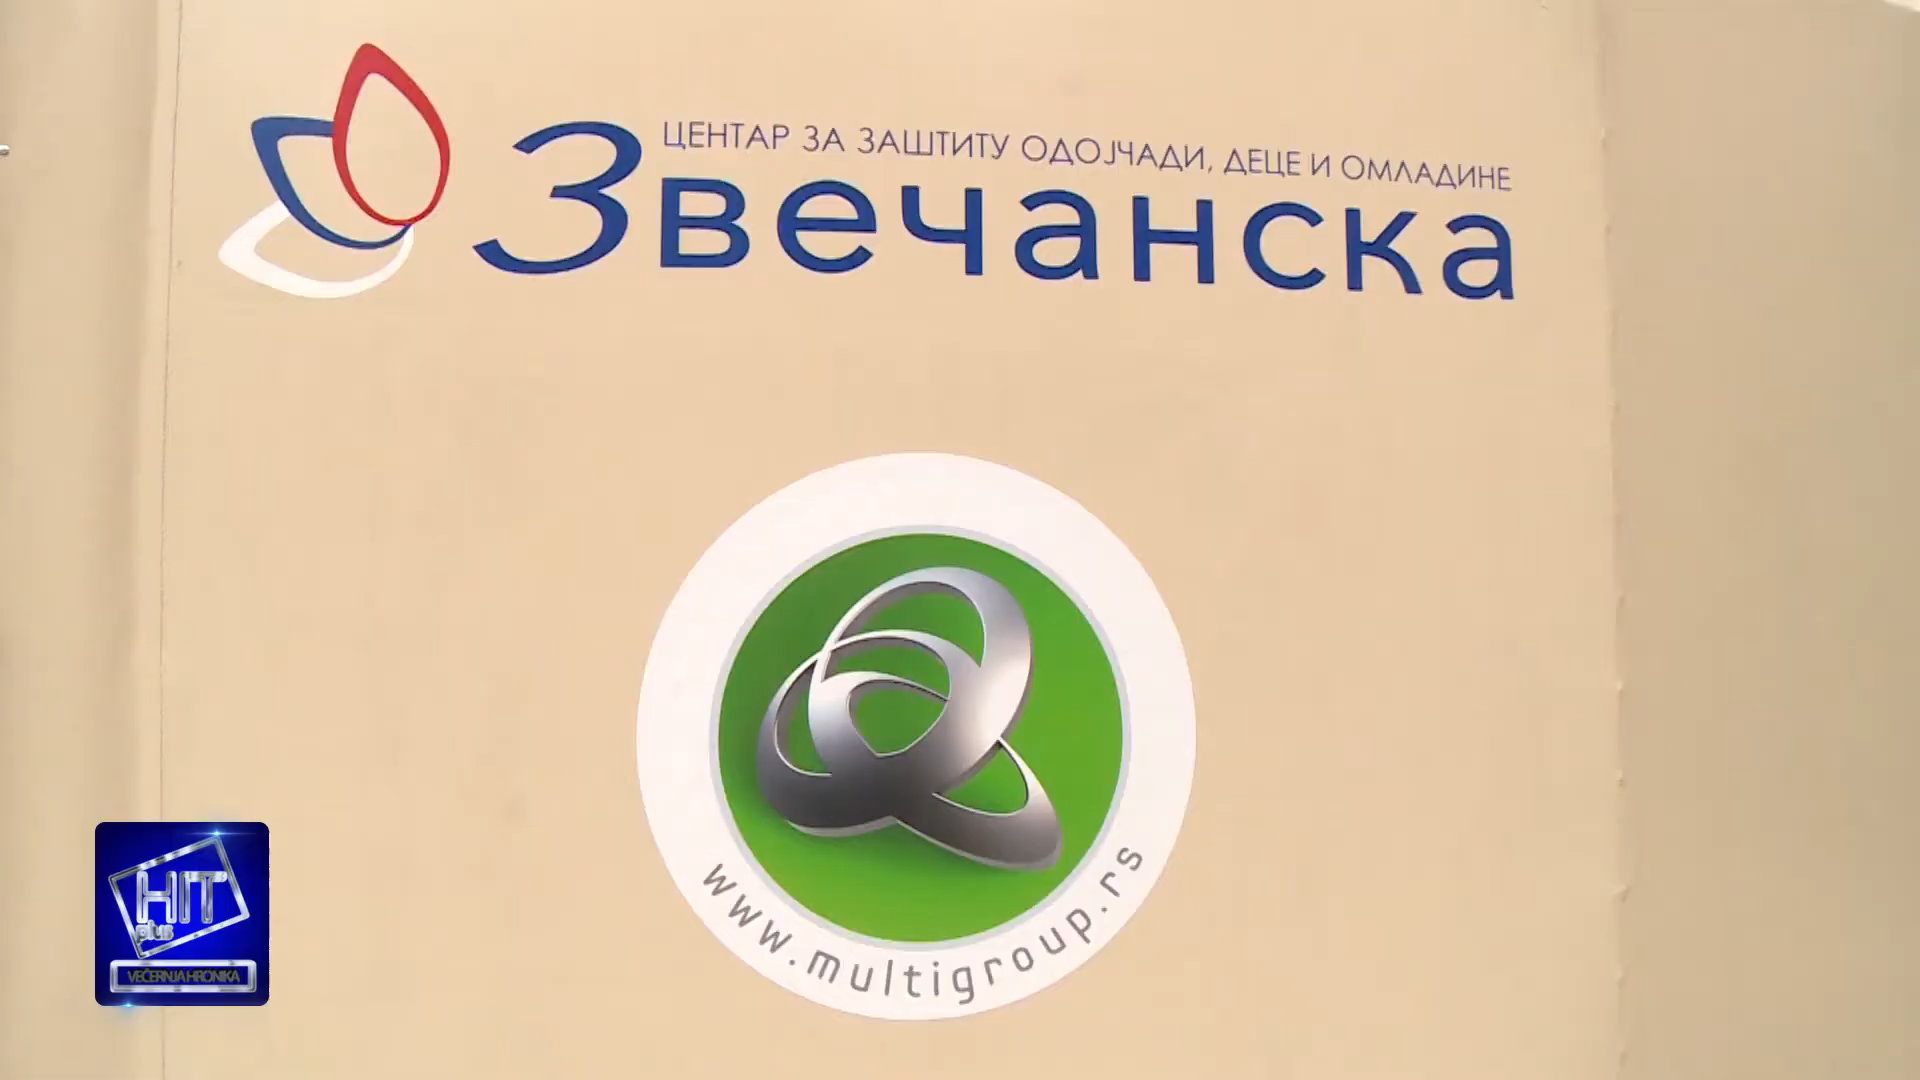 ЦЕНТАР ЗА ЗАШТИТУ ОДОЈЧАДИ, ДЕЦЕ И ОМЛАДИНЕ
Звечанска
www.multigroup.rs
HIT
plus
VEČERNJA HRONIKA